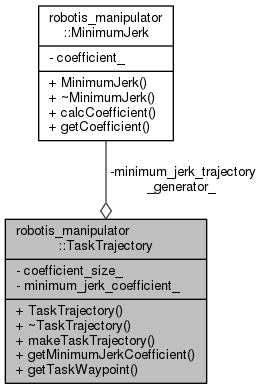 robotis_manipulator
::MinimumJerk
- coefficient_
+ MinimumJerk()
+ ~MinimumJerk()
+ calcCoefficient()
+ getCoefficient()
-minimum_jerk_trajectory
_generator_
robotis_manipulator
::TaskTrajectory
- coefficient_size_
- minimum_jerk_coefficient_
+ TaskTrajectory()
+ ~TaskTrajectory()
+ makeTaskTrajectory()
+ getMinimumJerkCoefficient()
+ getTaskWaypoint()